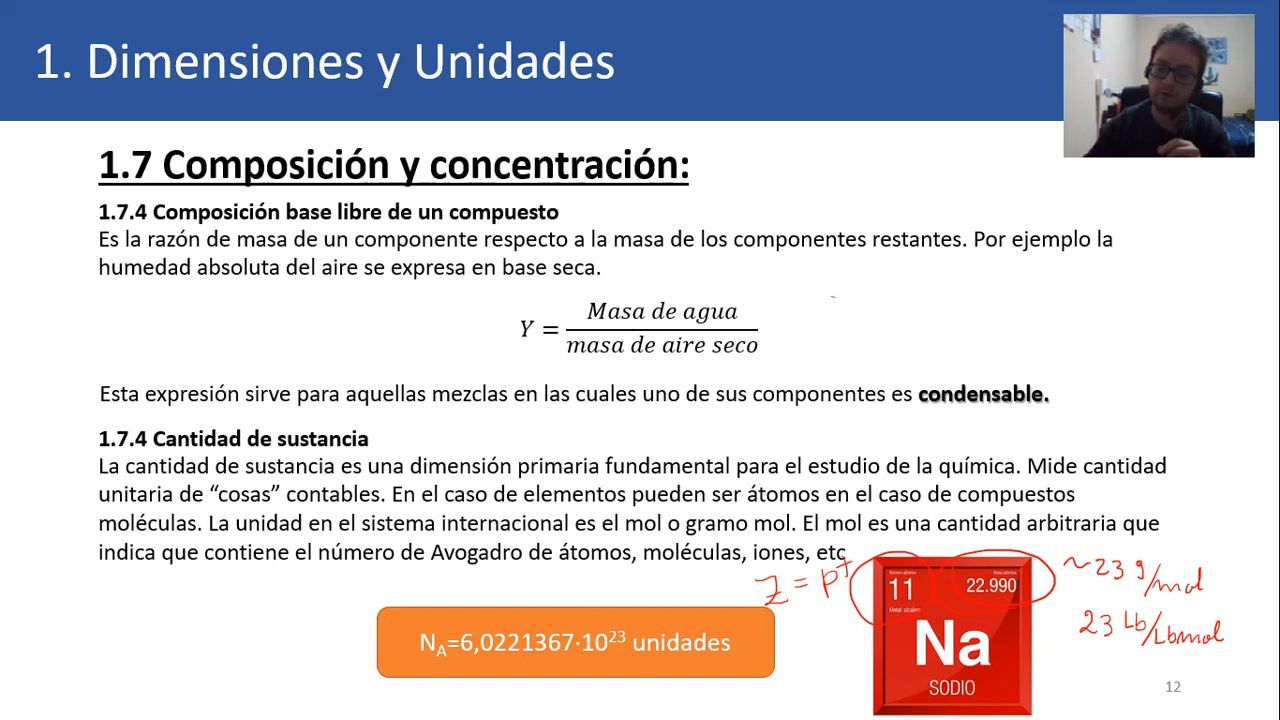 1. Dimensiones y Unidades
1.7 Composición y concentración:
1.7.4 Composición base libre de un compuesto
Es la razón de masa de un componente respecto a la masa de los componentes restantes. Por ejemplo la
humedad absoluta del aire se expresa en base seca.
Y = Masa de agua / masa de aire seco
Esta expresión sirve para aquellas mezclas en las cuales uno de sus componentes es condensable.
1.7.4 Cantidad de sustancia
La cantidad de sustancia es una dimensión primaria fundamental para el estudio de la química. Mide cantidad
unitaria de “cosas” contables. En el caso de elementos pueden ser átomos en el caso de compuestos
moléculas. La unidad en el sistema internacional es el mol o gramo mol. El mol es una cantidad arbitraria que
indica que contiene el número de Avogadro de átomos, moléculas, iones, etc
Z = p⁺
~23 g/mol
23 Lb/Lbmol
N_A=6,0221367·10²³ unidades
11
22.990
Metal alcalino
Na
SODIO
12